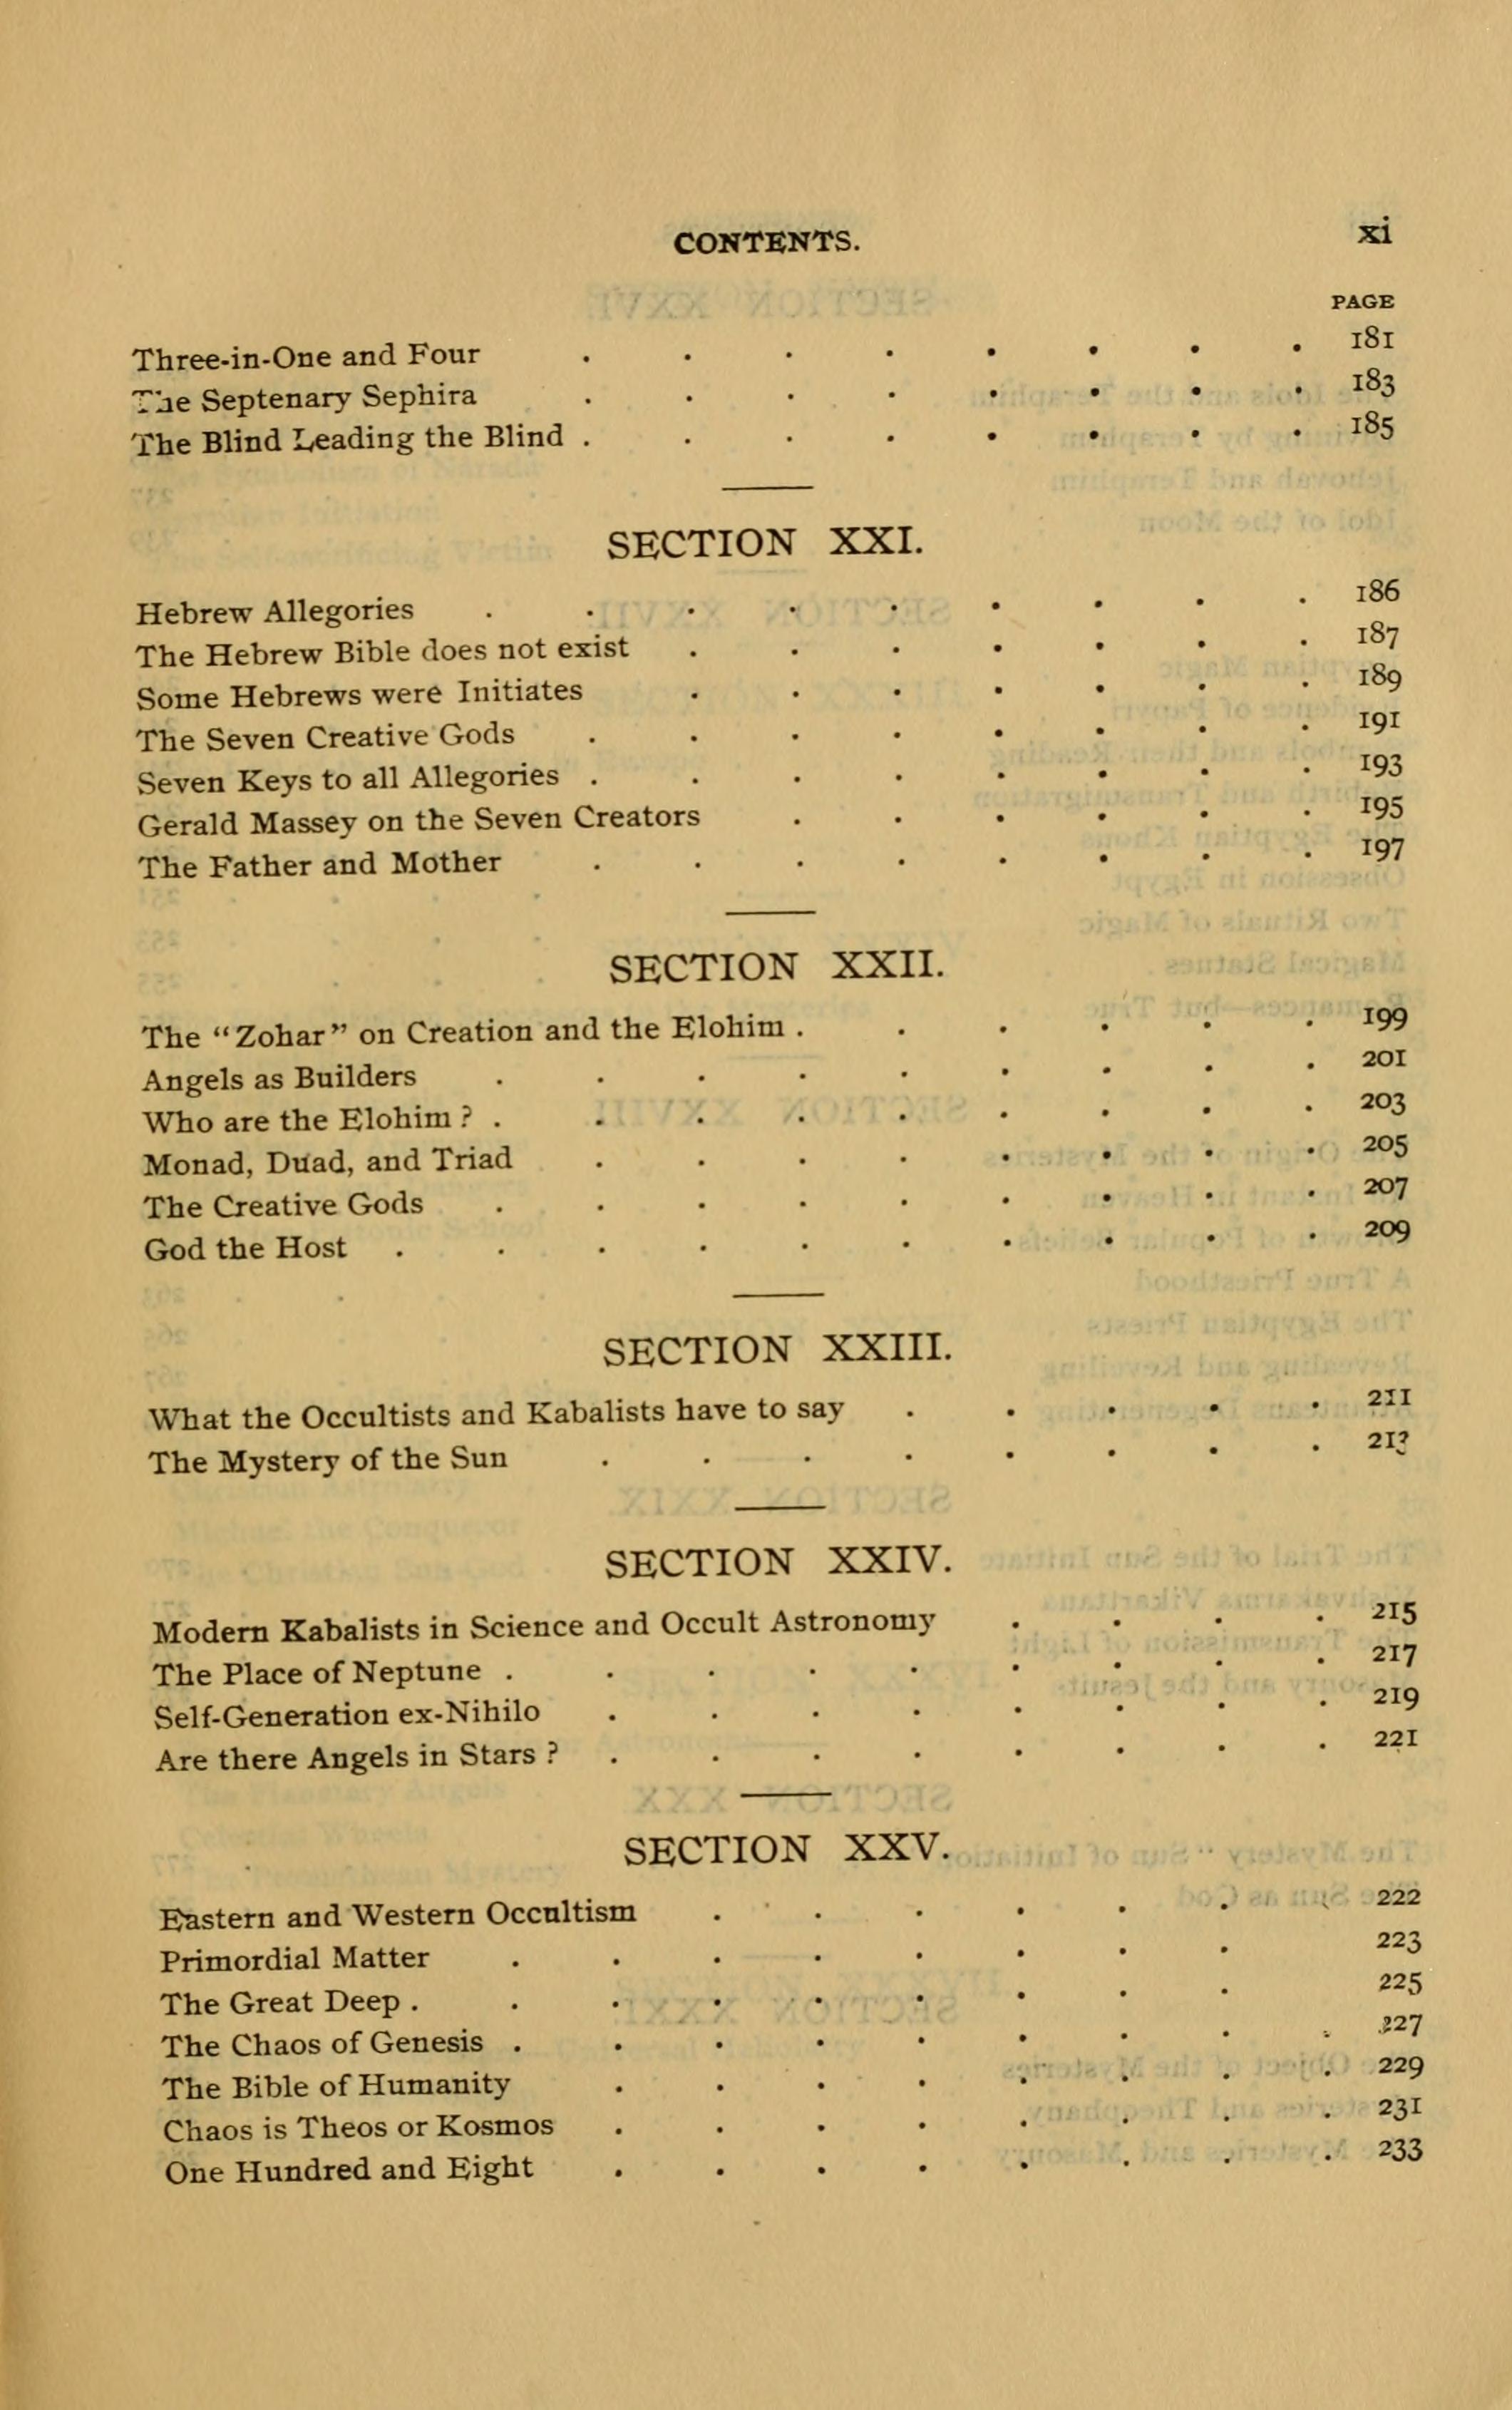 CONTENTS. xi
PAGE
Three-in-One and Four . . . . . . . . 181
The Septenary Sephira . . . . . . . . 183
The Blind Leading the Blind . . . . . . . . 185
SECTION XXI.
Hebrew Allegories . . . . . . . . . 186
The Hebrew Bible does not exist . . . . . . . 187
Some Hebrews were Initiates . . . . . . . 189
The Seven Creative Gods . . . . . . . . 191
Seven Keys to all Allegories . . . . . . . . 193
Gerald Massey on the Seven Creators . . . . . . 195
The Father and Mother . . . . . . . . 197
SECTION XXII.
The "Zohar" on Creation and the Elohim . . . . . . 199
Angels as Builders . . . . . . . . . 201
Who are the Elohim ? . . . . . . . . . 203
Monad, Duad, and Triad . . . . . . . . 205
The Creative Gods . . . . . . . . . 207
God the Host . . . . . . . . . . 209
SECTION XXIII.
What the Occultists and Kabalists have to say . . . . . 211
The Mystery of the Sun . . . . . . . . 213
SECTION XXIV.
Modern Kabalists in Science and Occult Astronomy . . . . 215
The Place of Neptune . . . . . . . . . 217
Self-Generation ex-Nihilo . . . . . . . . 219
Are there Angels in Stars ? . . . . . . . . 221
SECTION XXV.
Eastern and Western Occultism . . . . . . 222
Primordial Matter . . . . . . . . 223
The Great Deep . . . . . . . . . 225
The Chaos of Genesis . . . . . . . . . 227
The Bible of Humanity . . . . . . . . 229
Chaos is Theos or Kosmos . . . . . . . . 231
One Hundred and Eight . . . . . . . . 233